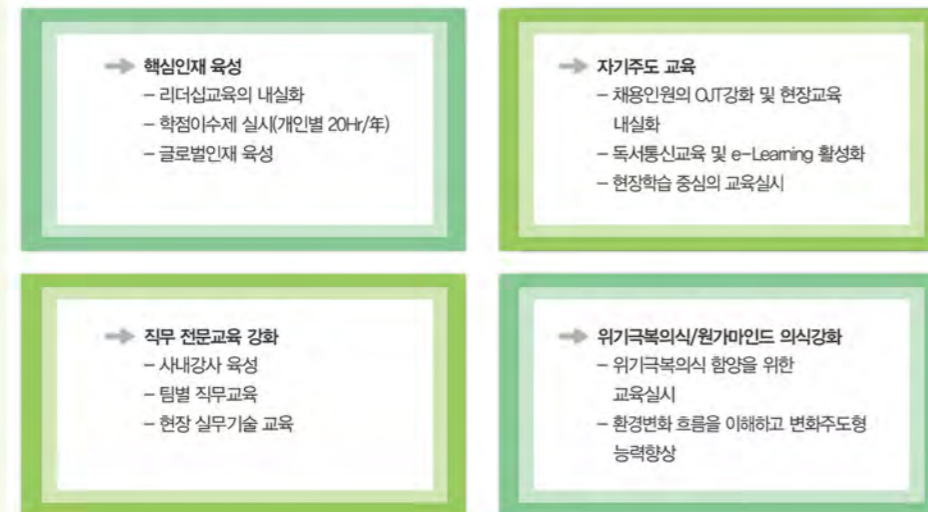 핵심인재 육성
– 리더십교육의 내실화
– 학점이수제 실시(개인별 20Hr/年)
– 글로벌인재 육성
자기주도 교육
– 채용인원의 OJT강화 및 현장교육
내실화
– 독서통신교육 및 e-Learning 활성화
– 현장학습 중심의 교육실시
직무 전문교육 강화
– 사내강사 육성
– 팀별 직무교육
– 현장 실무기술 교육
위기극복의식/원가마인드 의식강화
– 위기극복의식 함양을 위한
교육실시
– 환경변화 흐름을 이해하고 변화주도형
능력향상